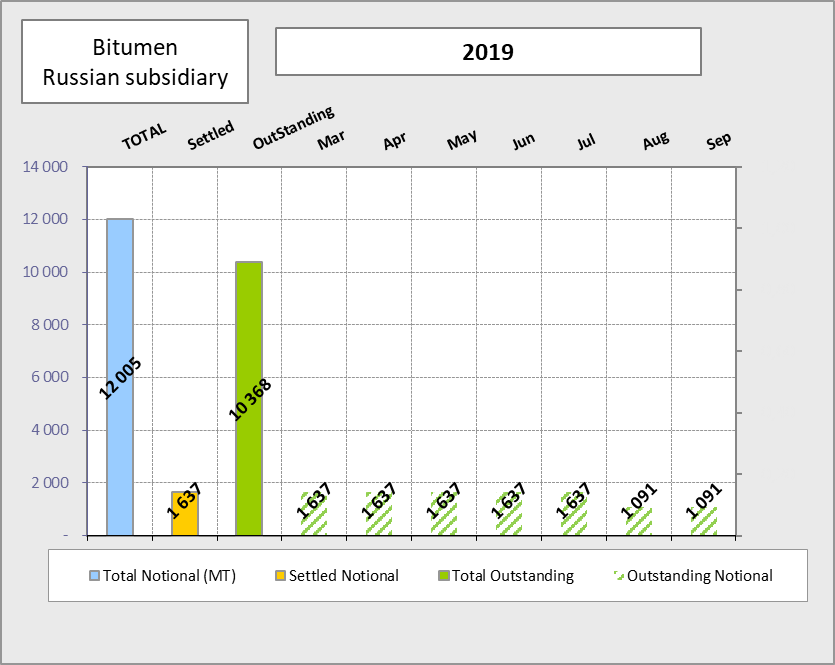 Bitumen
Russian subsidiary
2019
TOTAL Settled OutStanding Mar Apr May Jun Jul Aug Sep
14 000
12 000
10 000
8 000
6 000
4 000
2 000
-
12 005 1 637 10 368 1 637 1 637 1 637 1 637 1 637 1 091 1 091
Total Notional (MT) Settled Notional Total Outstanding Outstanding Notional